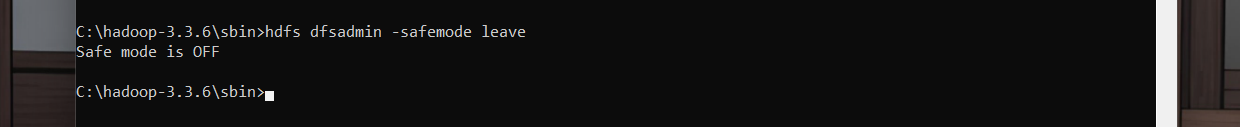 C:\hadoop-3.3.6\sbin>hdfs dfsadmin -safemode leave
Safe mode is OFF
C:\hadoop-3.3.6\sbin>